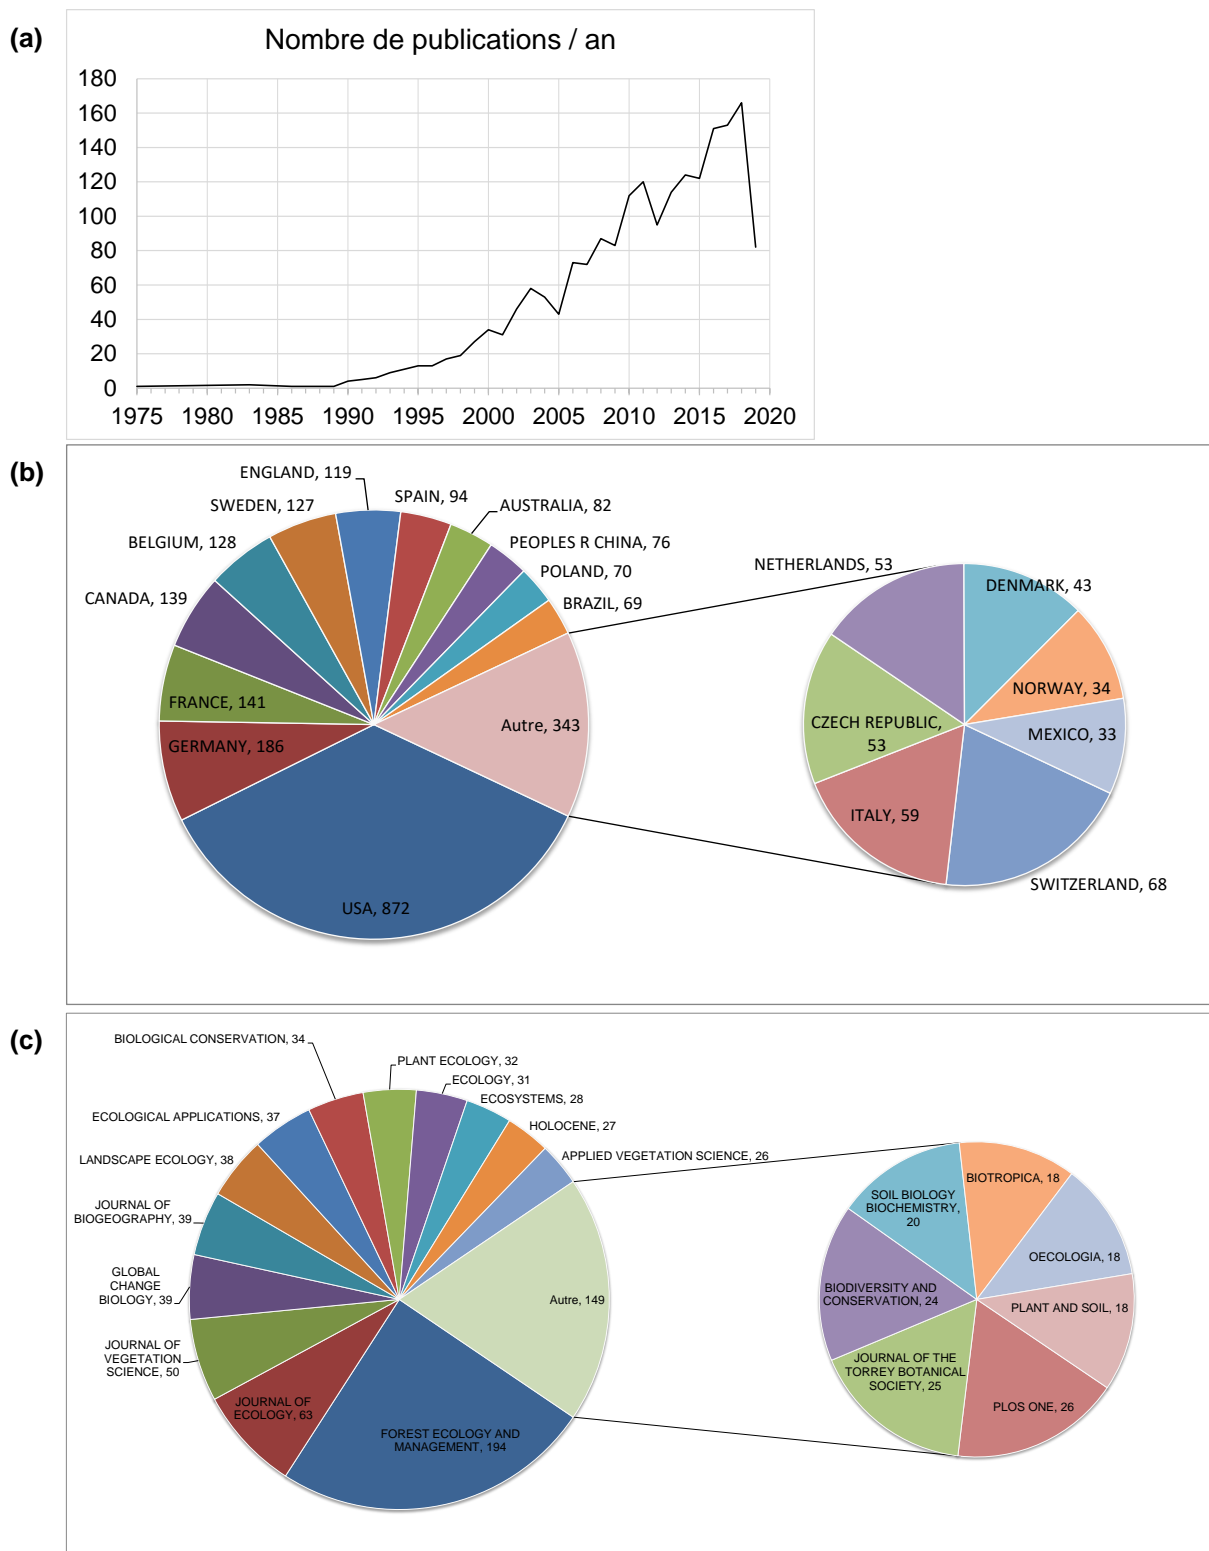 (a)
Nombre de publications / an
180
160
140
120
100
80
60
40
20
0
1975 1980 1985 1990 1995 2000 2005 2010 2015 2020
(b)
ENGLAND, 119
SPAIN, 94
SWEDEN, 127
AUSTRALIA, 82
BELGIUM, 128
PEOPLES R CHINA, 76
POLAND, 70
CANADA, 139
BRAZIL, 69
FRANCE, 141
GERMANY, 186
Autre, 343
USA, 872
NETHERLANDS, 53
DENMARK, 43
NORWAY, 34
CZECH REPUBLIC,
53
MEXICO, 33
ITALY, 59
SWITZERLAND, 68
(c)
BIOLOGICAL CONSERVATION, 34
PLANT ECOLOGY, 32
ECOLOGY, 31
ECOSYSTEMS, 28
ECOLOGICAL APPLICATIONS, 37
HOLOCENE, 27
LANDSCAPE ECOLOGY, 38
APPLIED VEGETATION SCIENCE, 26
JOURNAL OF
BIOGEOGRAPHY, 39
GLOBAL
CHANGE
BIOLOGY, 39
Autre, 149
JOURNAL OF
VEGETATION
SCIENCE, 50
JOURNAL OF
ECOLOGY, 63
FOREST ECOLOGY AND
MANAGEMENT, 194
SOIL BIOLOGY
BIOCHEMISTRY,
20
BIOTROPICA, 18
OECOLOGIA, 18
BIODIVERSITY AND
CONSERVATION, 24
PLANT AND SOIL, 18
JOURNAL OF THE
TORREY BOTANICAL
SOCIETY, 25
PLOS ONE, 26